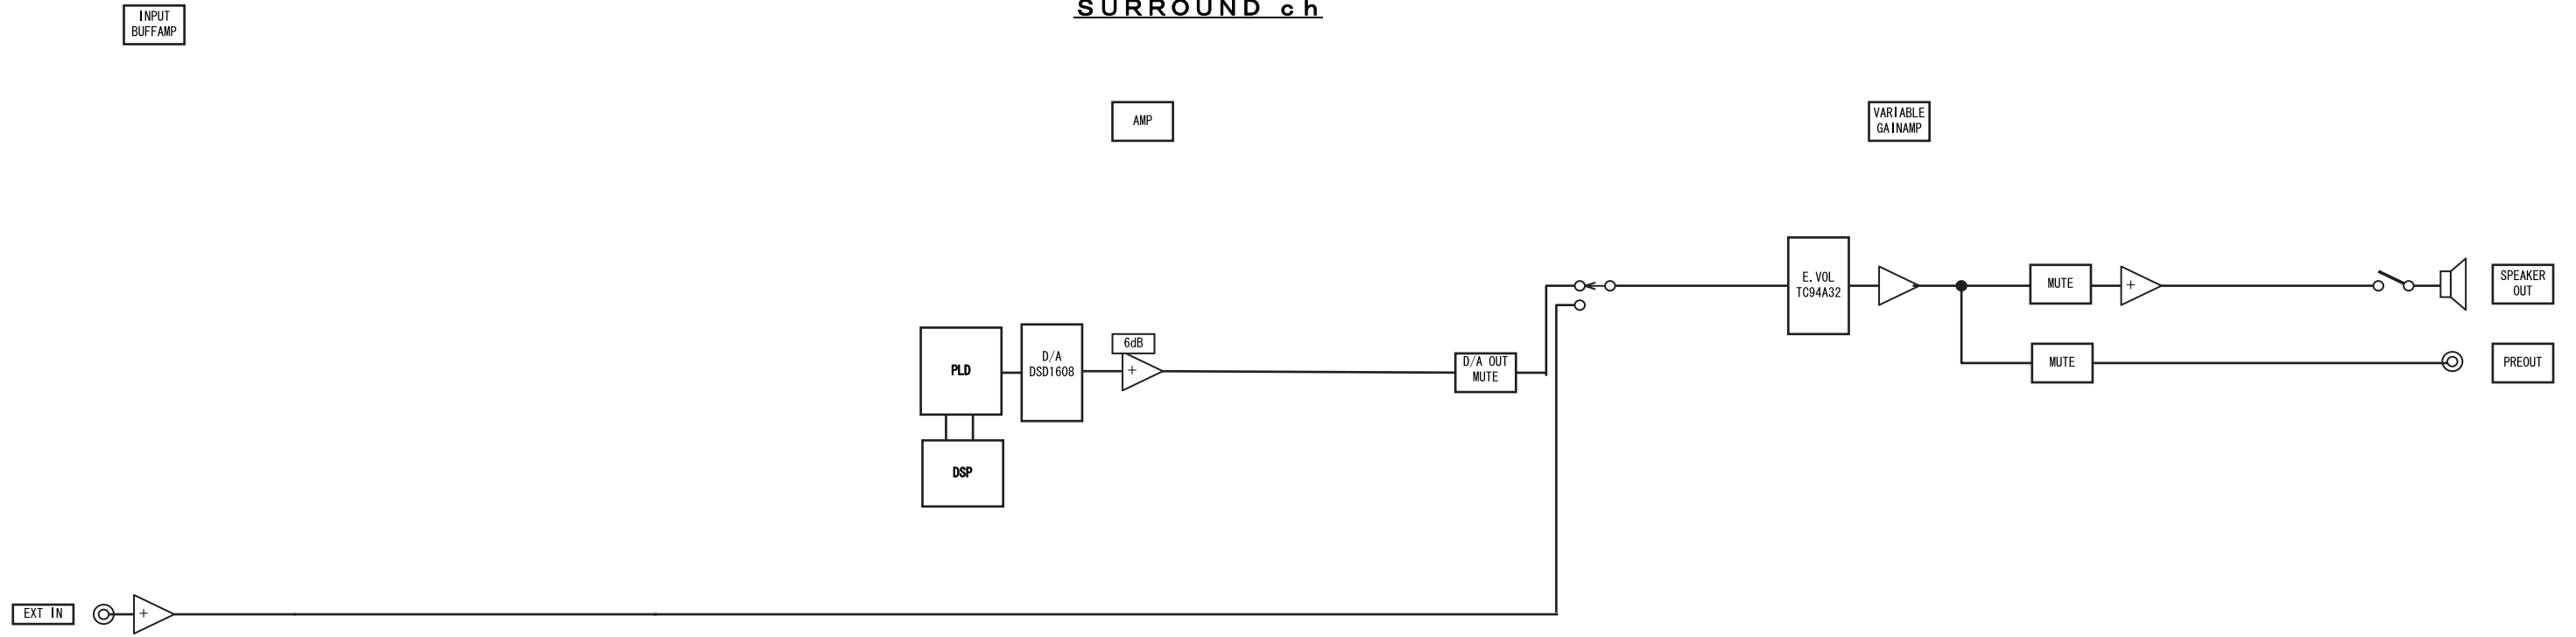 SURROUND ch
INPUT
BUFFAMP
AMP
VARIABLE
GAINAMP
E.VOL
TC94A32
MUTE
+
SPEAKER
OUT
6dB
PLD
D/A
DSD1608
+
D/A OUT
MUTE
MUTE
PREOUT
DSP
EXT IN
+